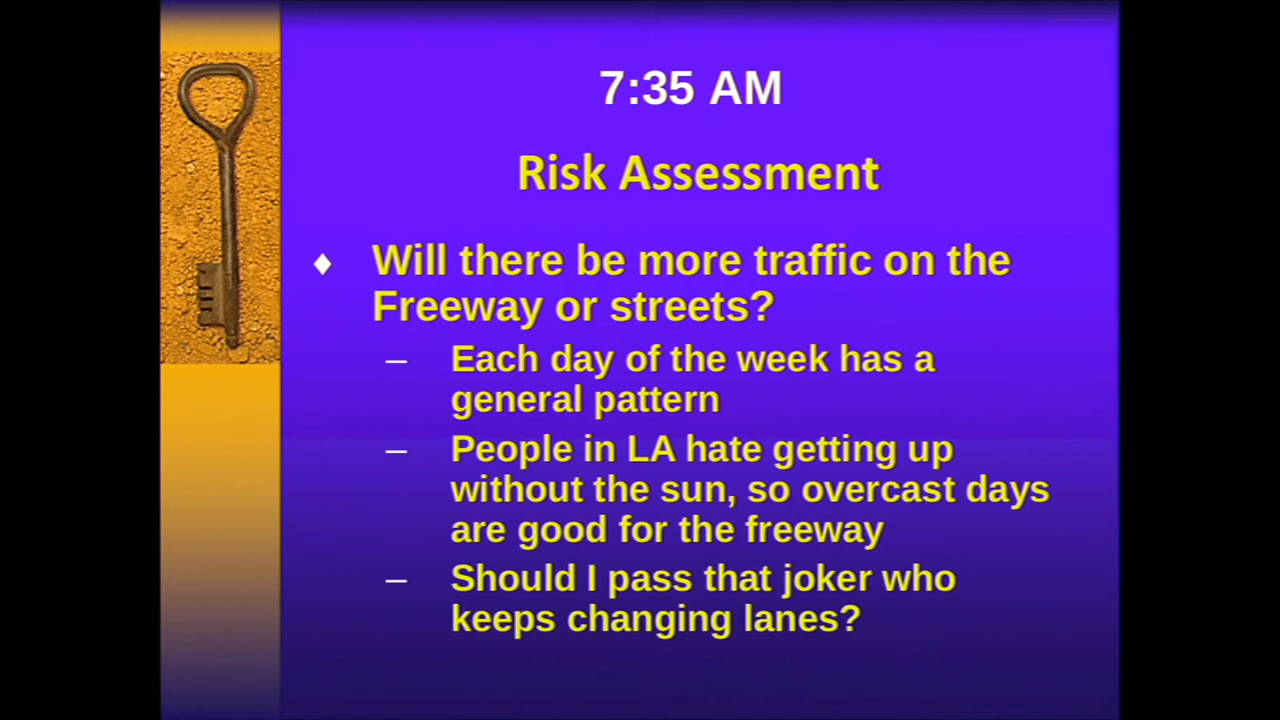 7:35 AM
Risk Assessment
♦ Will there be more traffic on the
Freeway or streets?
– Each day of the week has a
general pattern
– People in LA hate getting up
without the sun, so overcast days
are good for the freeway
– Should I pass that joker who
keeps changing lanes?